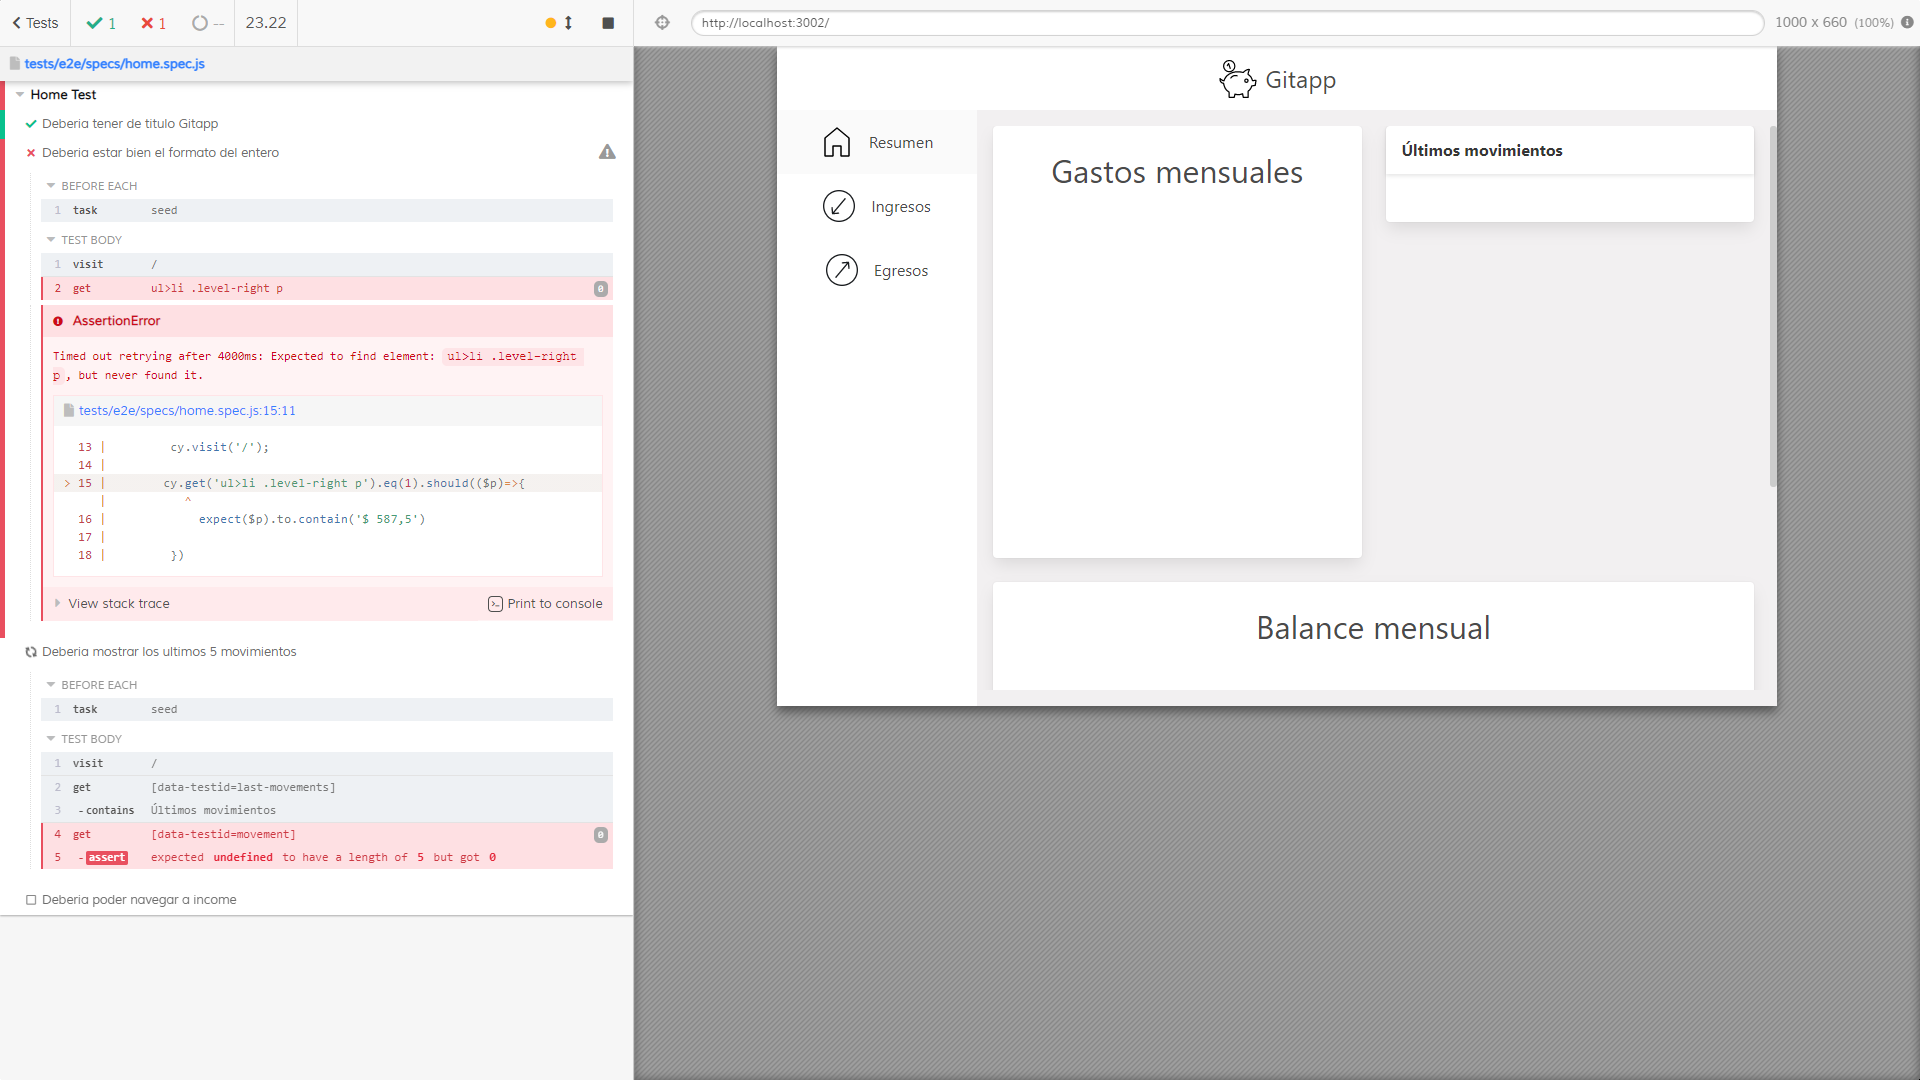 Tests
1
1
--
23.22
http://localhost:3002/
1000 x 660 (100%)
tests/e2e/specs/home.spec.js
Home Test
Deberia tener de titulo Gitapp
Deberia estar bien el formato del entero
BEFORE EACH
1 task seed
TEST BODY
1 visit /
2 get ul>li .level-right p 0
AssertionError
Timed out retrying after 4000ms: Expected to find element: ul>li .level-right
p, but never found it.
tests/e2e/specs/home.spec.js:15:11
13 | cy.visit('/');
14 |
> 15 | cy.get('ul>li .level-right p').eq(1).should(($p)=>{
| ^
16 | expect($p).to.contain('$ 587,5')
17 |
18 | })
View stack trace
Print to console
Deberia mostrar los ultimos 5 movimientos
BEFORE EACH
1 task seed
TEST BODY
1 visit /
2 get [data-testid=last-movements]
3 -contains Últimos movimientos
4 get [data-testid=movement] 0
5 -assert expected undefined to have a length of 5 but got 0
Deberia poder navegar a income
Gitapp
Resumen
Ingresos
Egresos
Gastos mensuales
Últimos movimientos
Balance mensual